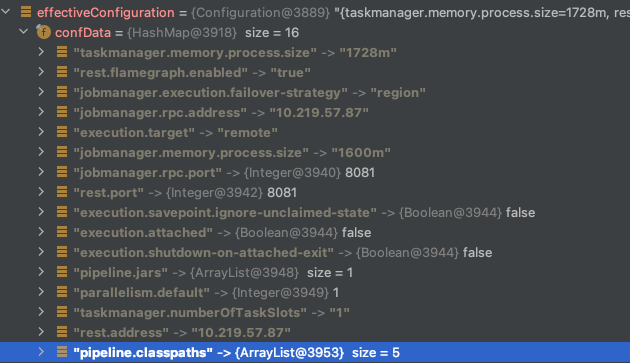 effectiveConfiguration = {Configuration@3889} "{taskmanager.memory.process.size=1728m, res
f confData = {HashMap@3918} size = 16
"taskmanager.memory.process.size" -> "1728m"
"rest.flamegraph.enabled" -> "true"
"jobmanager.execution.failover-strategy" -> "region"
"jobmanager.rpc.address" -> "10.219.57.87"
"execution.target" -> "remote"
"jobmanager.memory.process.size" -> "1600m"
"jobmanager.rpc.port" -> {Integer@3940} 8081
"rest.port" -> {Integer@3942} 8081
"execution.savepoint.ignore-unclaimed-state" -> {Boolean@3944} false
"execution.attached" -> {Boolean@3944} false
"execution.shutdown-on-attached-exit" -> {Boolean@3944} false
"pipeline.jars" -> {ArrayList@3948} size = 1
"parallelism.default" -> {Integer@3949} 1
"taskmanager.numberOfTaskSlots" -> "1"
"rest.address" -> "10.219.57.87"
"pipeline.classpaths" -> {ArrayList@3953} size = 5